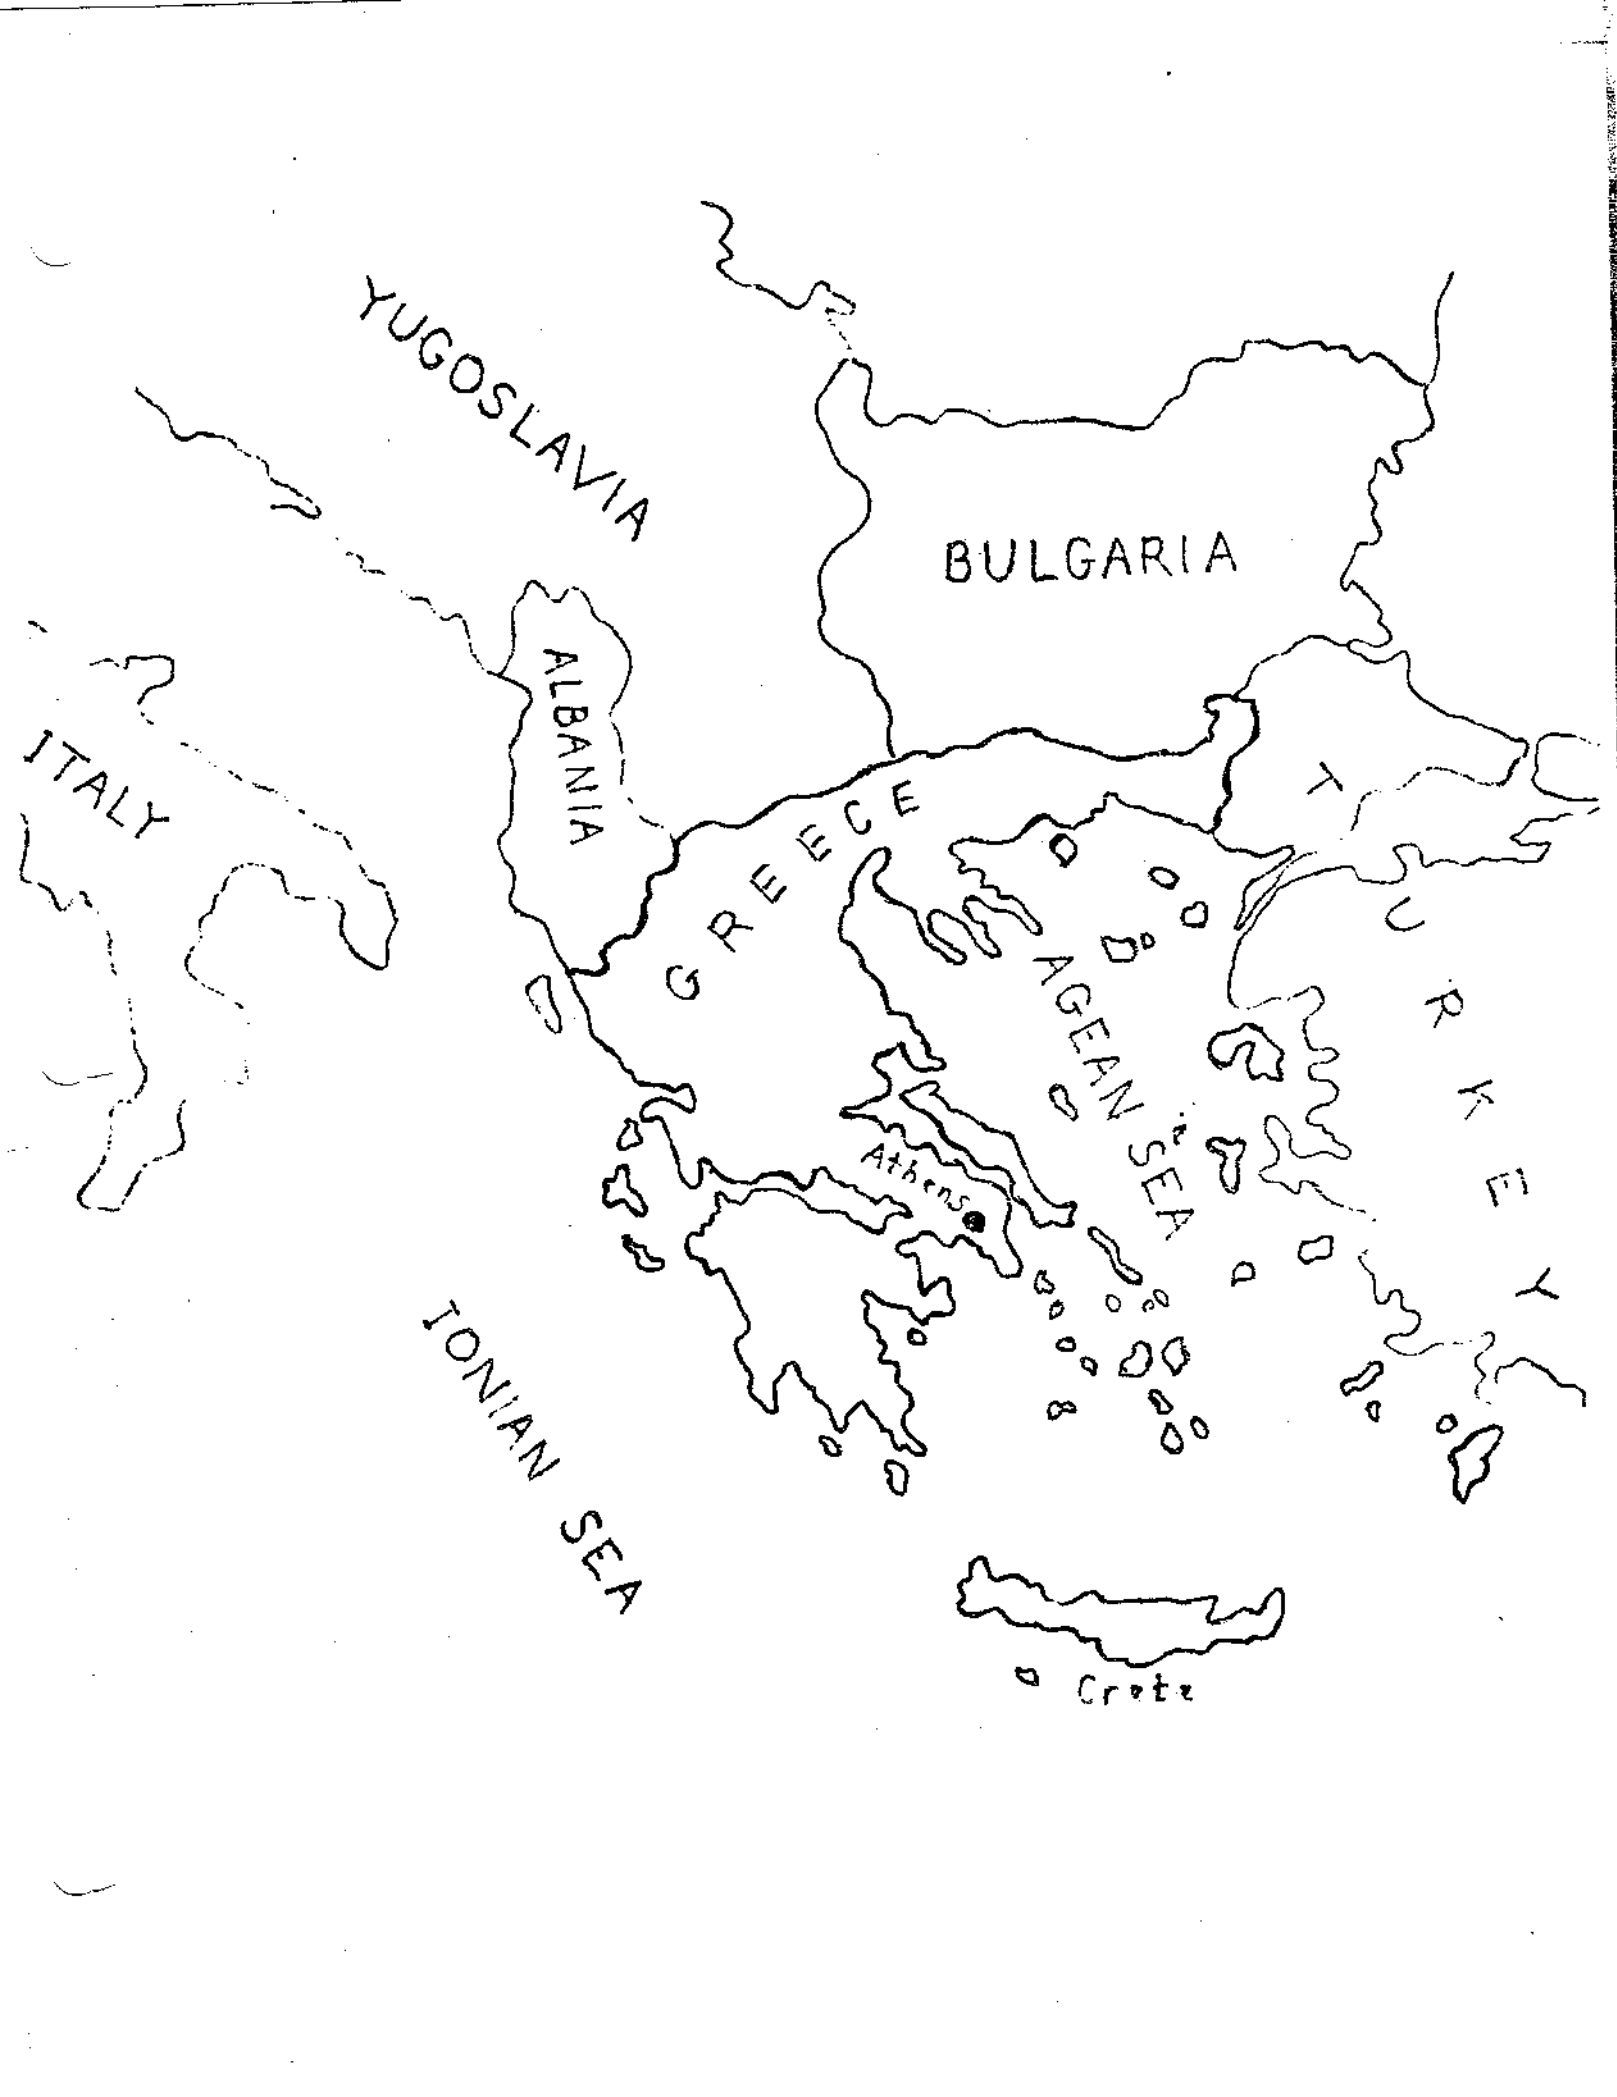 YUGOSLAVIA
BULGARIA
ALBANIA
ITALY
GREECE
TURKEY
AGEAN SEA
Athens
IONIAN SEA
Crete